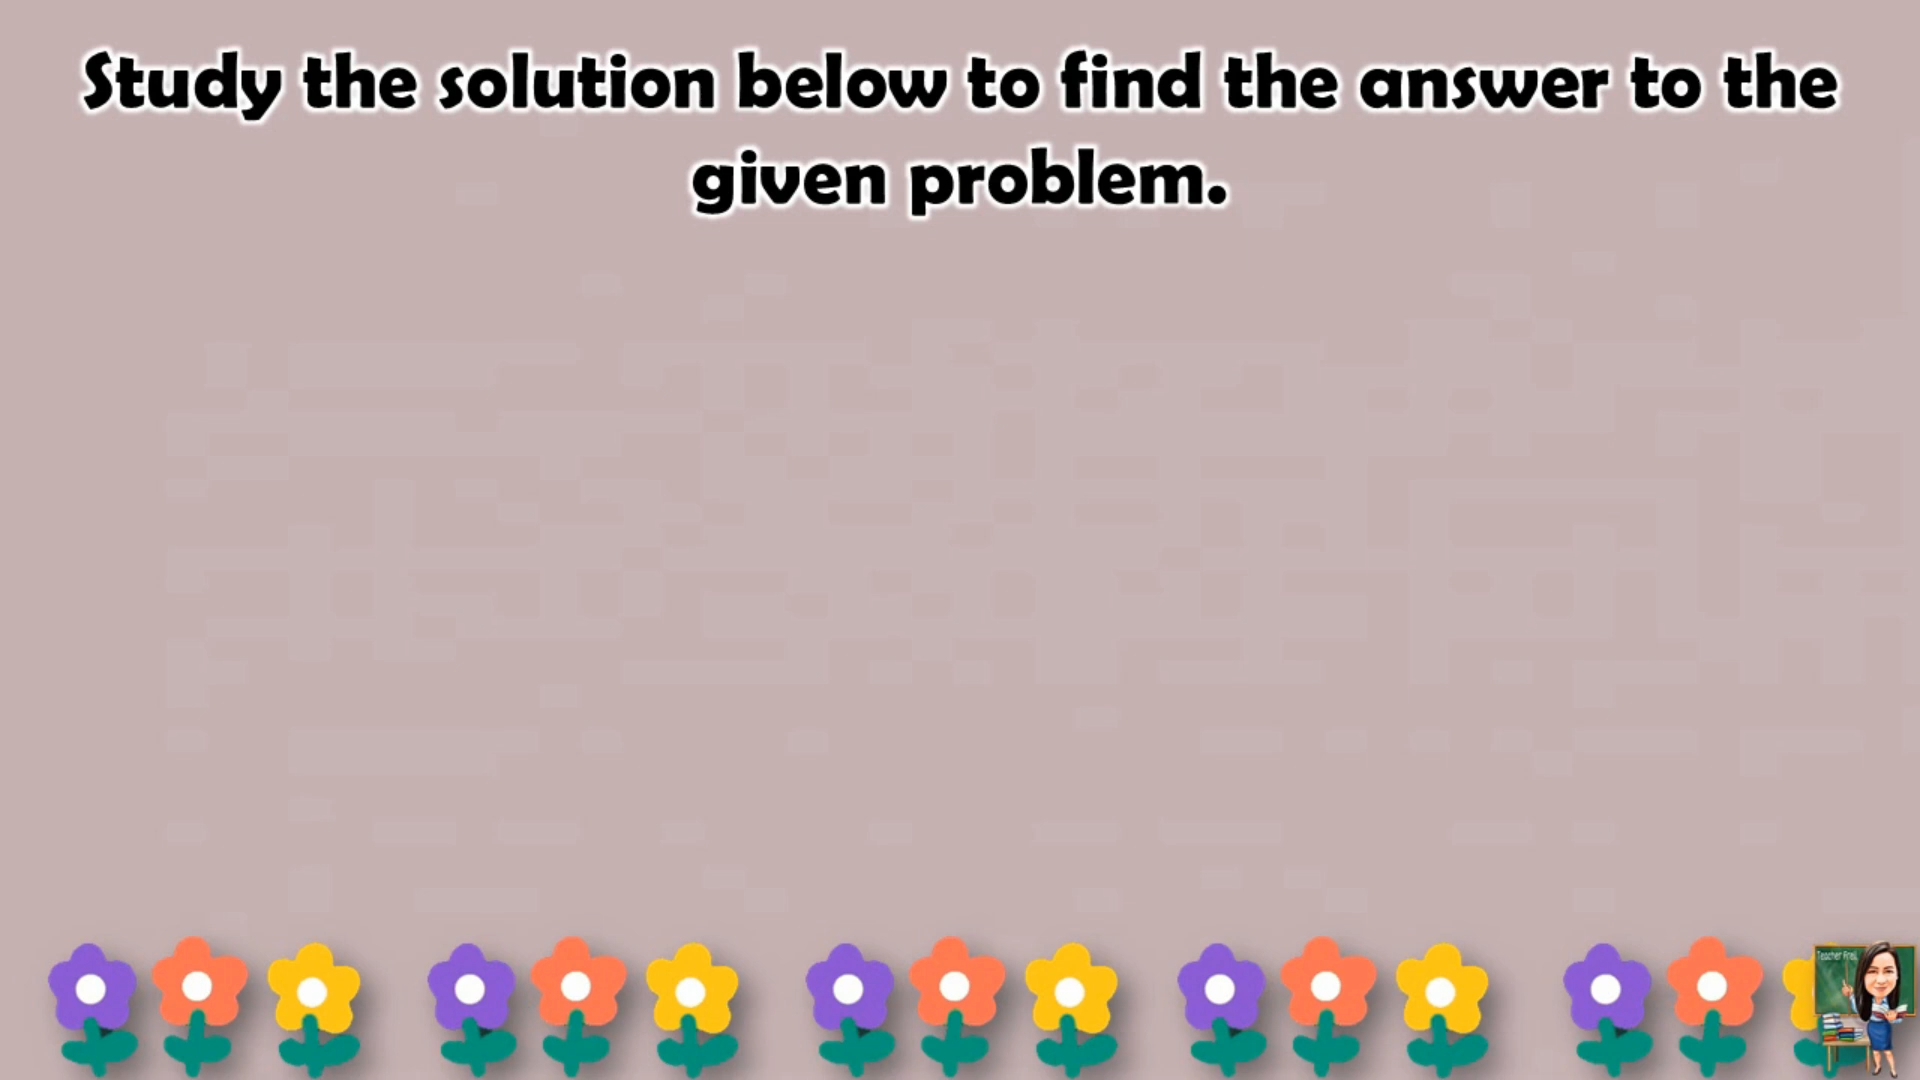 Study the solution below to find the answer to the
given problem.